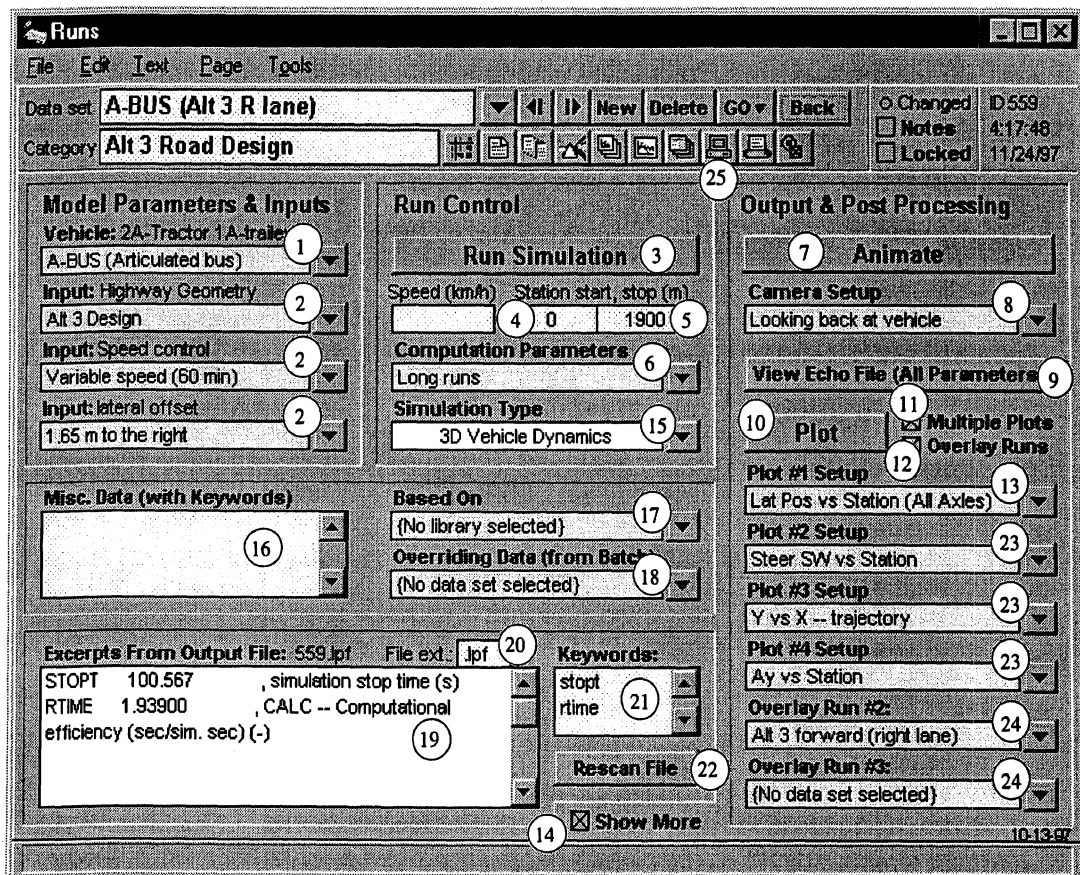 Runs
File Edit Text Page Tools
Data set A-BUS (Alt 3 R lane) New Delete GO Back
Changed ID 559
Notes 4:17:48
Locked 11/24/97
Category Alt 3 Road Design
25
Model Parameters & Inputs
Vehicle: 2A-Tractor 1A-traile
1
A-BUS (Articulated bus)
Input: Highway Geometry
2
Alt 3 Design
Input: Speed control
2
Variable speed (60 min)
Input: lateral offset
2
1.65 m to the right
Run Control
Run Simulation 3
Speed (km/h) Station start, stop (m)
4 0 1900 5
Computation Parameters
6
Long runs
Simulation Type
15
3D Vehicle Dynamics
Output & Post Processing
7 Animate
Camera Setup
8
Looking back at vehicle
View Echo File (All Parameters 9
10 Plot
11
Multiple Plots
12
Overlay Runs
Plot #1 Setup
13
Lat Pos vs Station (All Axles)
Plot #2 Setup
23
Steer SW vs Station
Plot #3 Setup
23
Y vs X -- trajectory
Plot #4 Setup
23
Ay vs Station
Overlay Run #2:
24
Alt 3 forward (right lane)
Overlay Run #3:
24
{No data set selected}
Misc. Data (with Keywords)
16
Based On
17
{No library selected}
Overriding Data (from Batch)
18
{No data set selected}
Excerpts From Output File: 559.lpf File ext.: .lpf 20
STOPT 100.567 , simulation stop time (s)
RTIME 1.93900 , CALC -- Computational
efficiency (sec/sim. sec) (-)
19
Keywords:
stopt
rtime
21
Rescan File 22
14 Show More
10-13-97